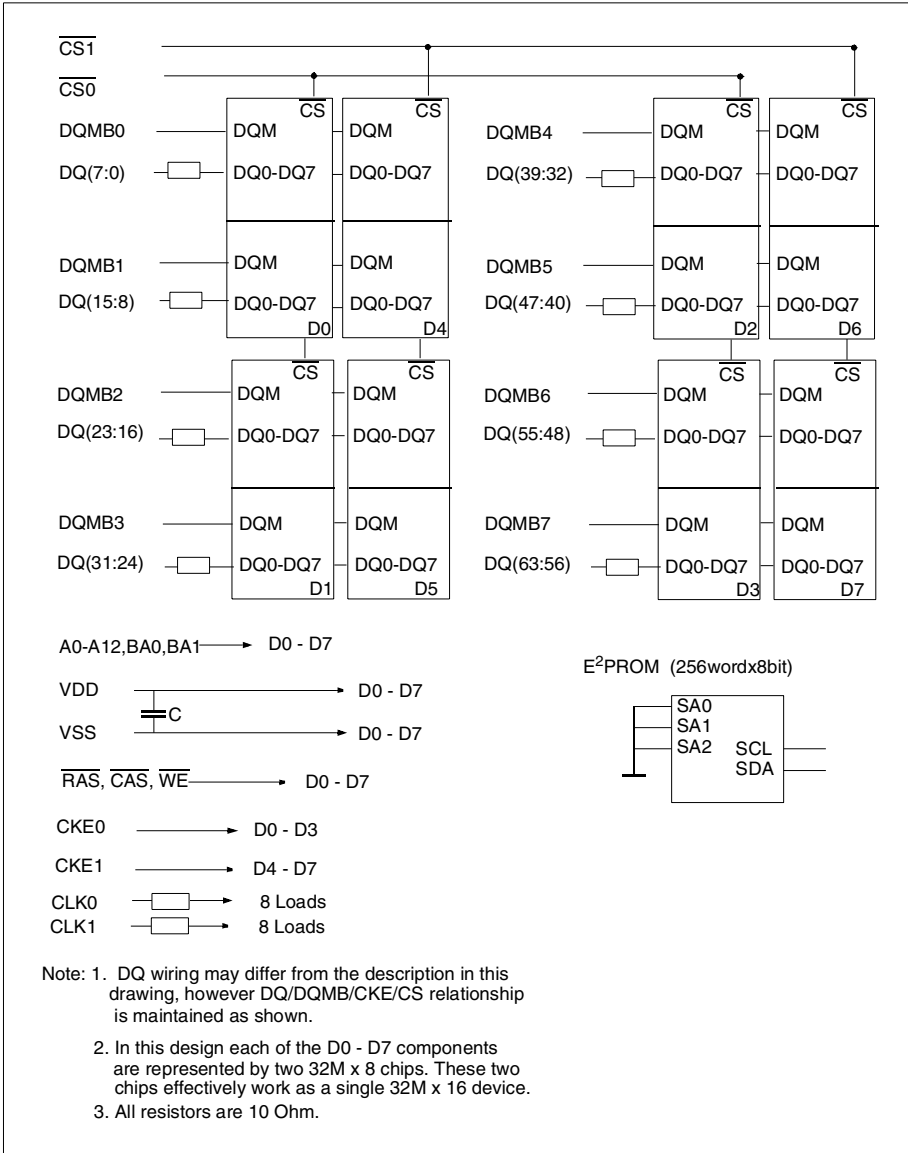 CS1
CS0
CS CS CS CS
DQMB0 DQM DQM DQMB4 DQM DQM
DQ(7:0) DQ0-DQ7 DQ0-DQ7 DQ(39:32) DQ0-DQ7 DQ0-DQ7
DQMB1 DQM DQM DQMB5 DQM DQM
DQ(15:8) DQ0-DQ7 DQ0-DQ7 DQ(47:40) DQ0-DQ7 DQ0-DQ7
D0 D4 D2 D6
CS CS CS CS
DQMB2 DQM DQM DQMB6 DQM DQM
DQ(23:16) DQ0-DQ7 DQ0-DQ7 DQ(55:48) DQ0-DQ7 DQ0-DQ7
DQMB3 DQM DQM DQMB7 DQM DQM
DQ(31:24) DQ0-DQ7 DQ0-DQ7 DQ(63:56) DQ0-DQ7 DQ0-DQ7
D1 D5 D3 D7
A0-A12,BA0,BA1 D0 - D7
VDD D0 - D7
C
VSS D0 - D7
RAS, CAS, WE D0 - D7
CKE0 D0 - D3
CKE1 D4 - D7
CLK0 8 Loads
CLK1 8 Loads
E²PROM (256wordx8bit)
SA0
SA1
SA2 SCL
SDA
Note: 1. DQ wiring may differ from the description in this
drawing, however DQ/DQMB/CKE/CS relationship
is maintained as shown.
2. In this design each of the D0 - D7 components
are represented by two 32M x 8 chips. These two
chips effectively work as a single 32M x 16 device.
3. All resistors are 10 Ohm.